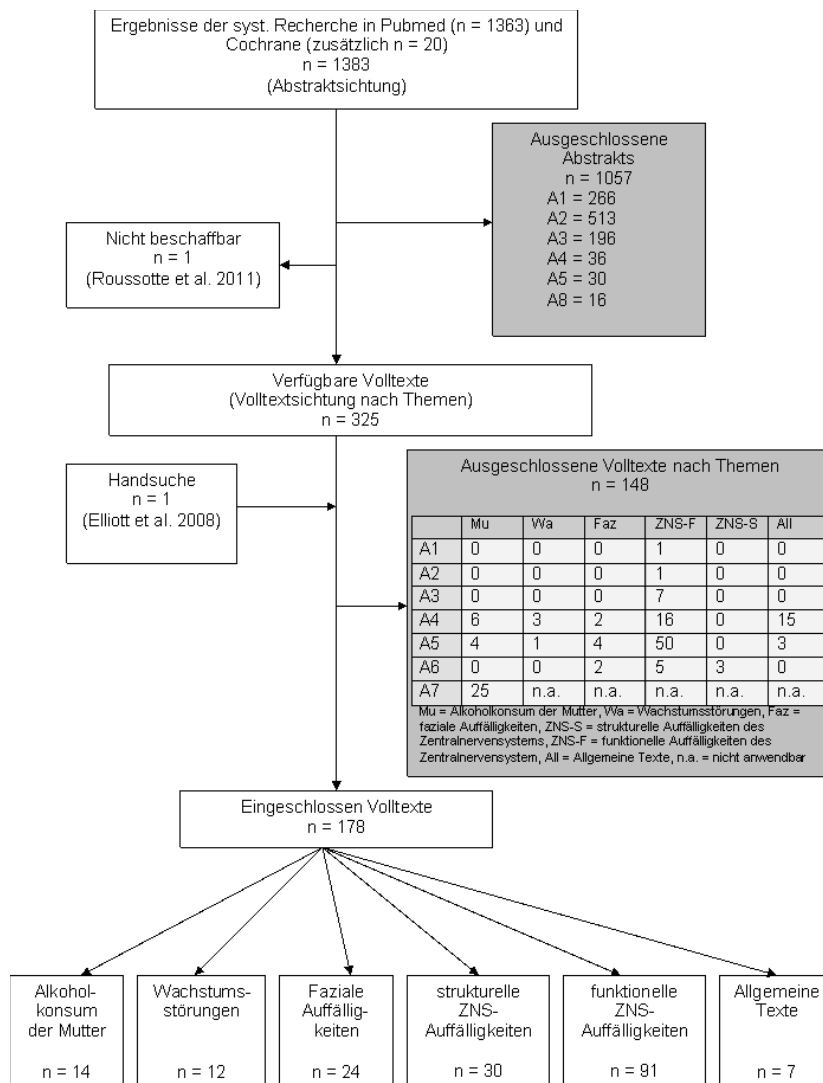 Ergebnisse der syst. Recherche in Pubmed (n = 1363) und
Cochrane (zusätzlich n = 20)
n = 1383
(Abstraktsichtung)
Ausgeschlossene
Abstrakts
n = 1057
A1 = 266
A2 = 513
A3 = 196
A4 = 36
A5 = 30
A8 = 16
Nicht beschaffbar
n = 1
(Roussotte et al. 2011)
Verfügbare Volltexte
(Volltextsichtung nach Themen)
n = 325
Handsuche
n = 1
(Elliott et al. 2008)
Ausgeschlossene Volltexte nach Themen
n = 148
Mu Wa Faz ZNS-F ZNS-S All
A1 0 0 0 1 0 0
A2 0 0 0 1 0 0
A3 0 0 0 7 0 0
A4 6 3 2 16 0 15
A5 4 1 4 50 0 3
A6 0 0 2 5 3 0
A7 25 n.a. n.a. n.a. n.a. n.a.
Mu = Alkoholkonsum der Mutter, Wa = Wachstumsstörungen, Faz =
faziale Auffälligkeiten, ZNS-S = strukturelle Auffälligkeiten des
Zentralnervensystems, ZNS-F = funktionelle Auffälligkeiten des
Zentralnervensystem, All = Allgemeine Texte, n.a. = nicht anwendbar
Eingeschlossen Volltexte
n = 178
Alkohol-
konsum
der Mutter
n = 14
Wachstums-
störungen
n = 12
Faziale
Auffällig-
keiten
n = 24
strukturelle
ZNS-
Auffälligkeiten
n = 30
funktionelle
ZNS-
Auffälligkeiten
n = 91
Allgemeine
Texte
n = 7